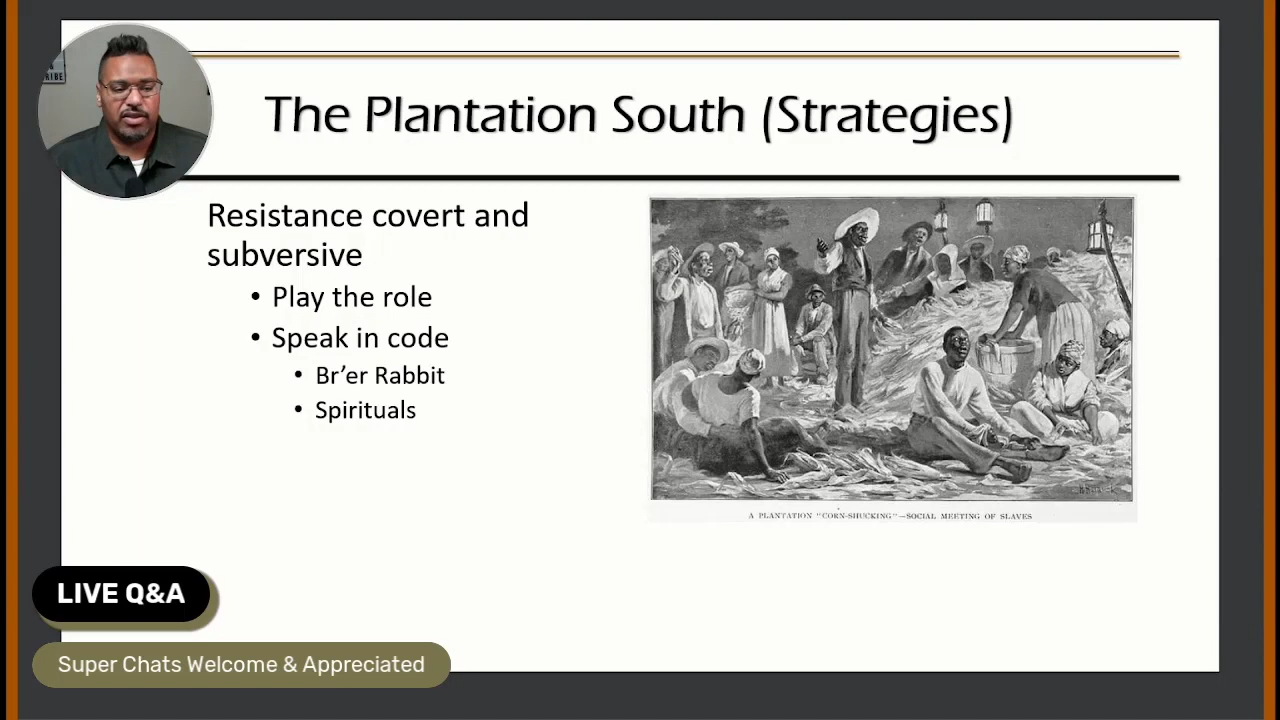 RIBE
The Plantation South (Strategies)
Resistance covert and
subversive
• Play the role
• Speak in code
• Br’er Rabbit
• Spirituals
A PLANTATION "CORN-SHUCKING"—SOCIAL MEETING OF SLAVES
LIVE Q&A
Super Chats Welcome & Appreciated